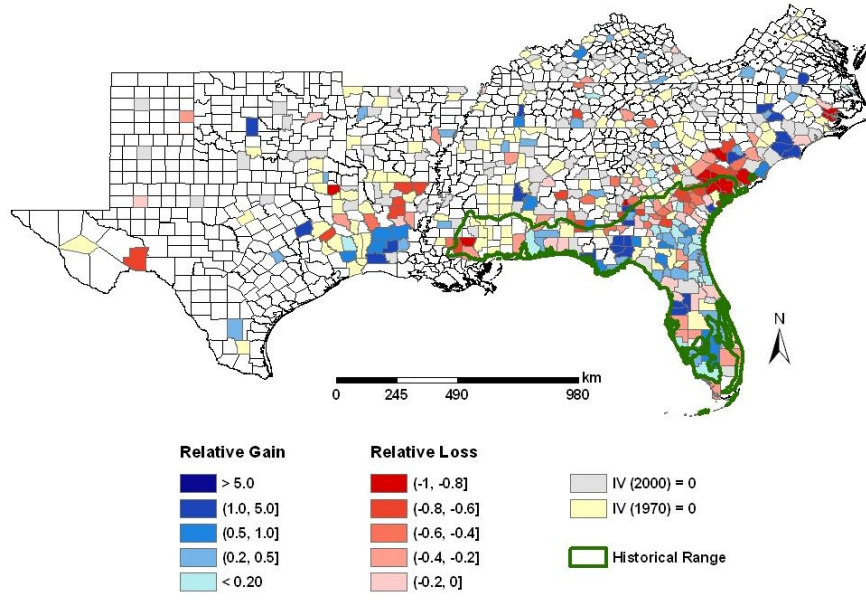 N
km
0 245 490 980
Relative Gain
> 5.0
(1.0, 5.0]
(0.5, 1.0]
(0.2, 0.5]
< 0.20
Relative Loss
(-1, -0.8]
(-0.8, -0.6]
(-0.6, -0.4]
(-0.4, -0.2]
(-0.2, 0]
IV (2000) = 0
IV (1970) = 0
Historical Range